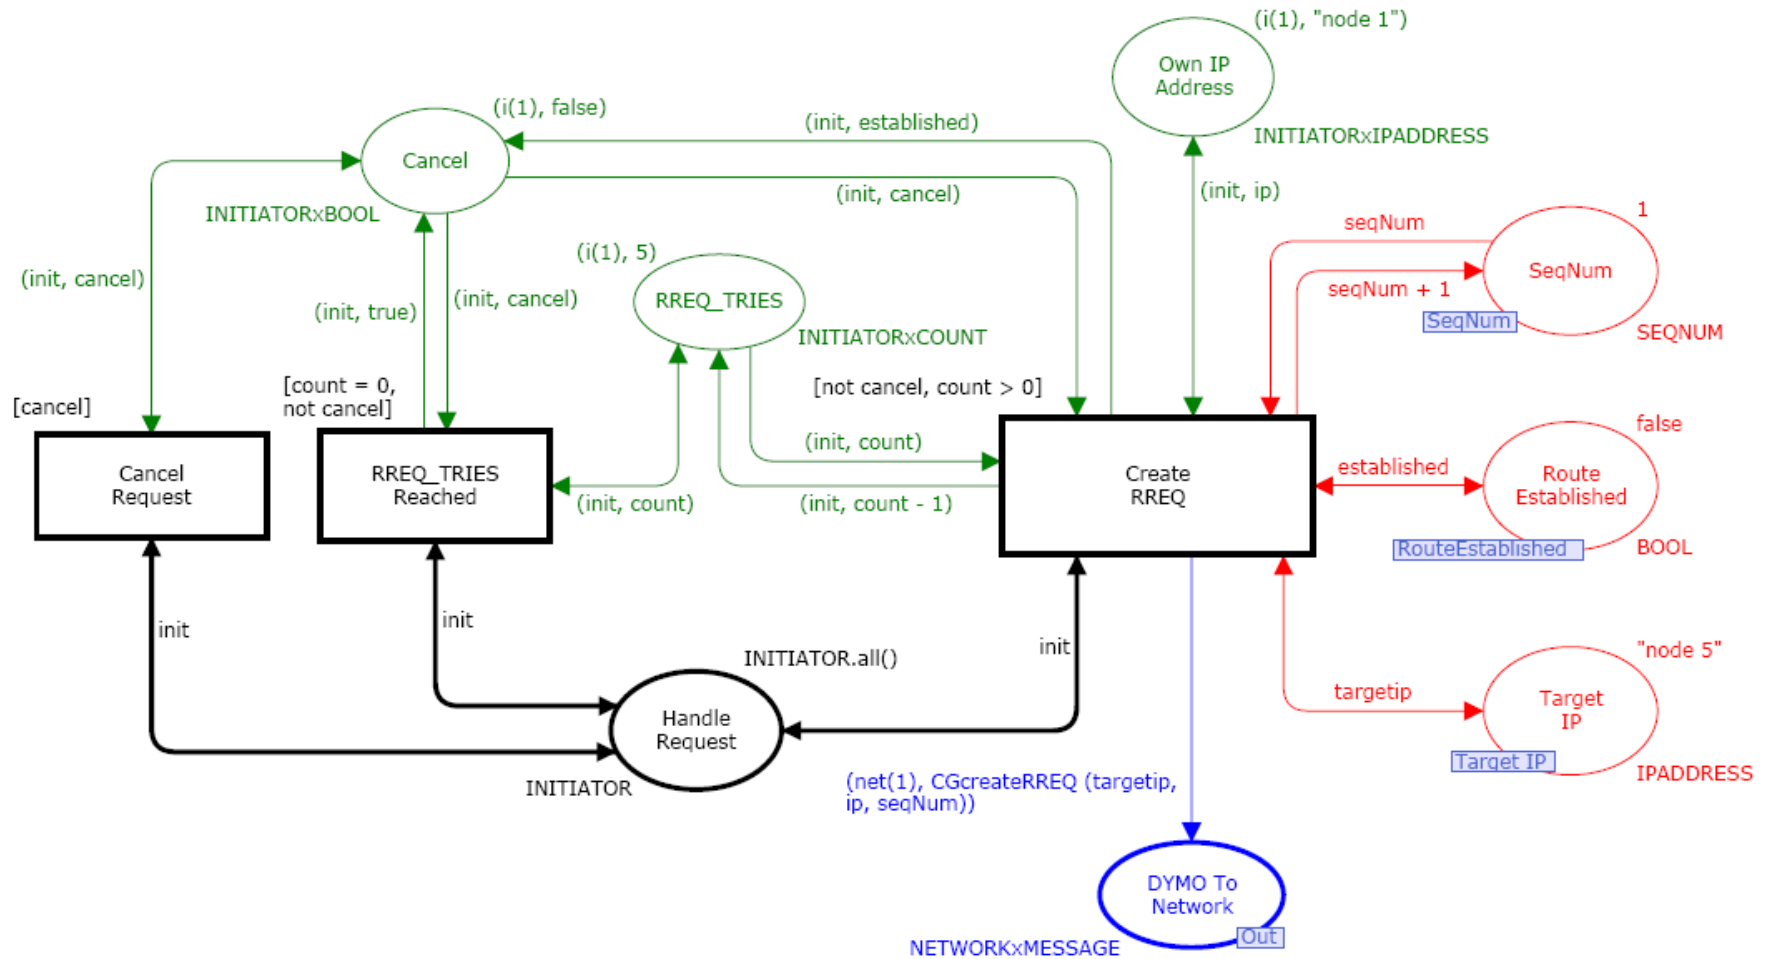 (i(1), "node 1")
Own IP
Address
INITIATORxIPADDRESS
(i(1), false)
(init, established)
Cancel
(init, cancel)
(init, ip)
INITIATORxBOOL
1
seqNum
SeqNum
seqNum + 1
SeqNum
SEQNUM
(i(1), 5)
RREQ_TRIES
INITIATORxCOUNT
(init, cancel)
(init, true)
(init, cancel)
[cancel]
[count = 0,
not cancel]
[not cancel, count > 0]
Cancel
Request
RREQ_TRIES
Reached
(init, count)
(init, count)
(init, count - 1)
Create
RREQ
established
false
Route
Established
RouteEstablished
BOOL
init
init
init
INITIATOR.all()
Handle
Request
INITIATOR
targetip
"node 5"
Target
IP
Target IP
IPADDRESS
(net(1), CGcreateRREQ (targetip,
ip, seqNum))
DYMO To
Network
Out
NETWORKxMESSAGE